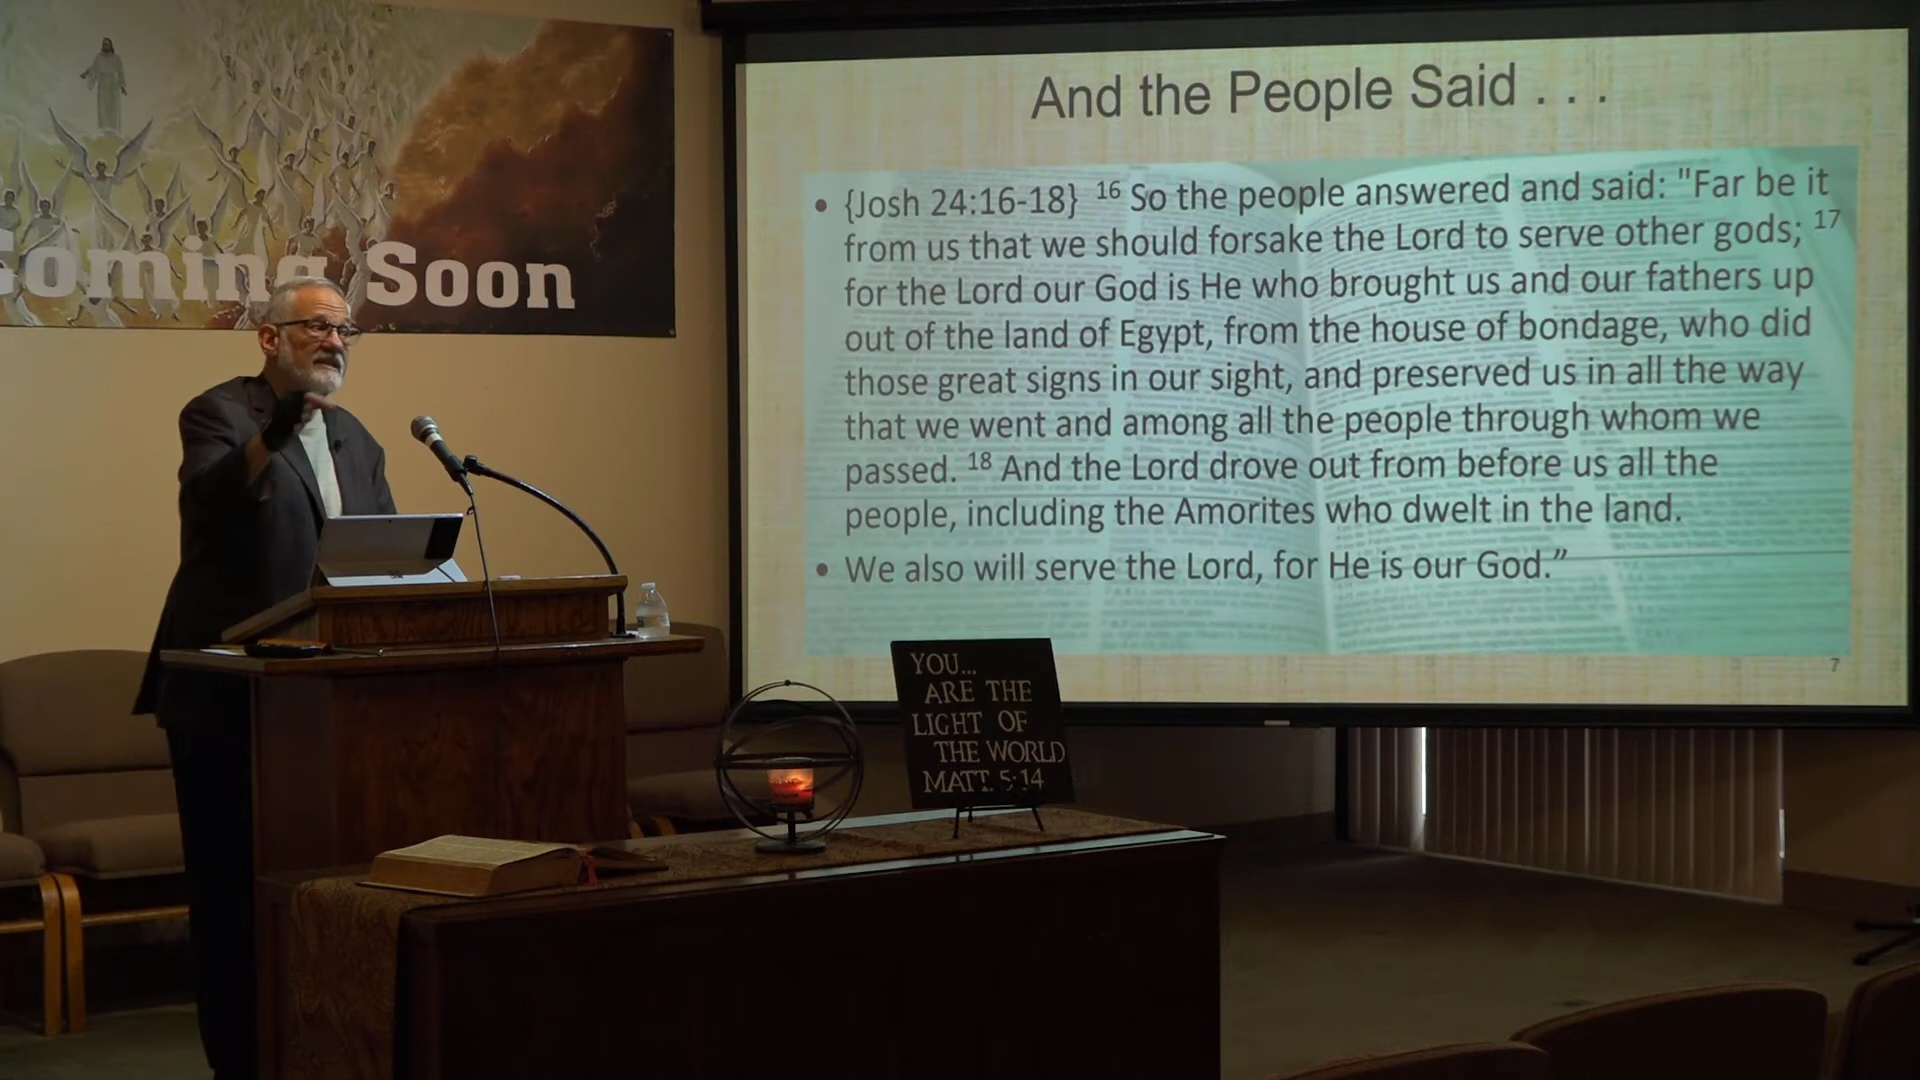 Coming Soon
And the People Said . . .
• {Josh 24:16-18} 16 So the people answered and said: "Far be it
from us that we should forsake the Lord to serve other gods; 17
for the Lord our God is He who brought us and our fathers up
out of the land of Egypt, from the house of bondage, who did
those great signs in our sight, and preserved us in all the way
that we went and among all the people through whom we
passed. 18 And the Lord drove out from before us all the
people, including the Amorites who dwelt in the land.
• We also will serve the Lord, for He is our God.”
7
YOU...
ARE THE
LIGHT OF
THE WORLD
MATT. 5:14